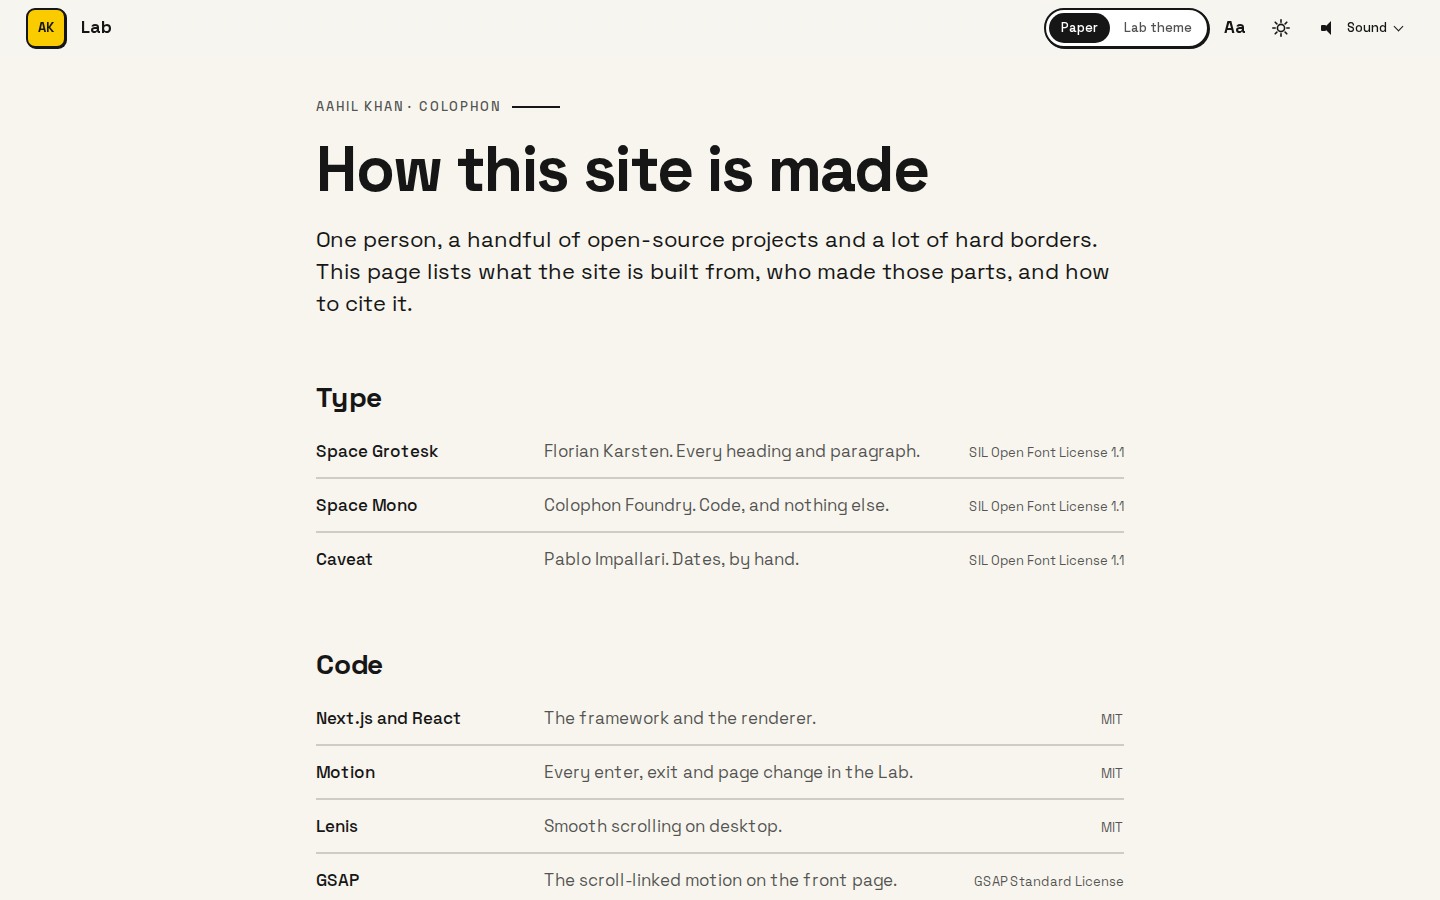 AK
Lab
Paper
Lab theme
Aa
Sound
AAHIL KHAN · COLOPHON
How this site is made
One person, a handful of open-source projects and a lot of hard borders.
This page lists what the site is built from, who made those parts, and how
to cite it.
Type
Space Grotesk
Florian Karsten. Every heading and paragraph.
SIL Open Font License 1.1
Space Mono
Colophon Foundry. Code, and nothing else.
SIL Open Font License 1.1
Caveat
Pablo Impallari. Dates, by hand.
SIL Open Font License 1.1
Code
Next.js and React
The framework and the renderer.
MIT
Motion
Every enter, exit and page change in the Lab.
MIT
Lenis
Smooth scrolling on desktop.
MIT
GSAP
The scroll-linked motion on the front page.
GSAP Standard License